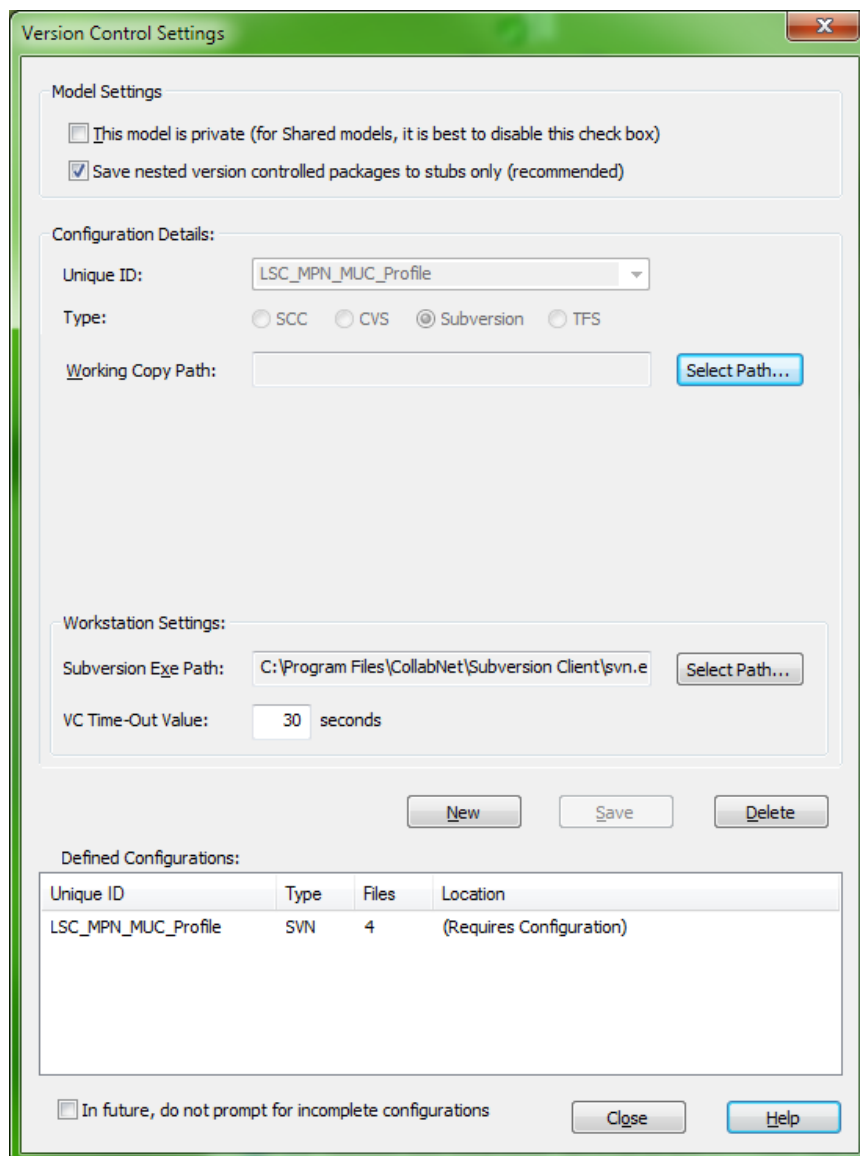 Version Control Settings
Model Settings
This model is private (for Shared models, it is best to disable this check box)
Save nested version controlled packages to stubs only (recommended)
Configuration Details:
Unique ID: LSC_MPN_MUC_Profile
Type: SCC CVS Subversion TFS
Working Copy Path: Select Path...
Workstation Settings:
Subversion Exe Path: C:\Program Files\CollabNet\Subversion Client\svn.e Select Path...
VC Time-Out Value: 30 seconds
New Save Delete
Defined Configurations:
Unique ID Type Files Location
LSC_MPN_MUC_Profile SVN 4 (Requires Configuration)
In future, do not prompt for incomplete configurations Close Help